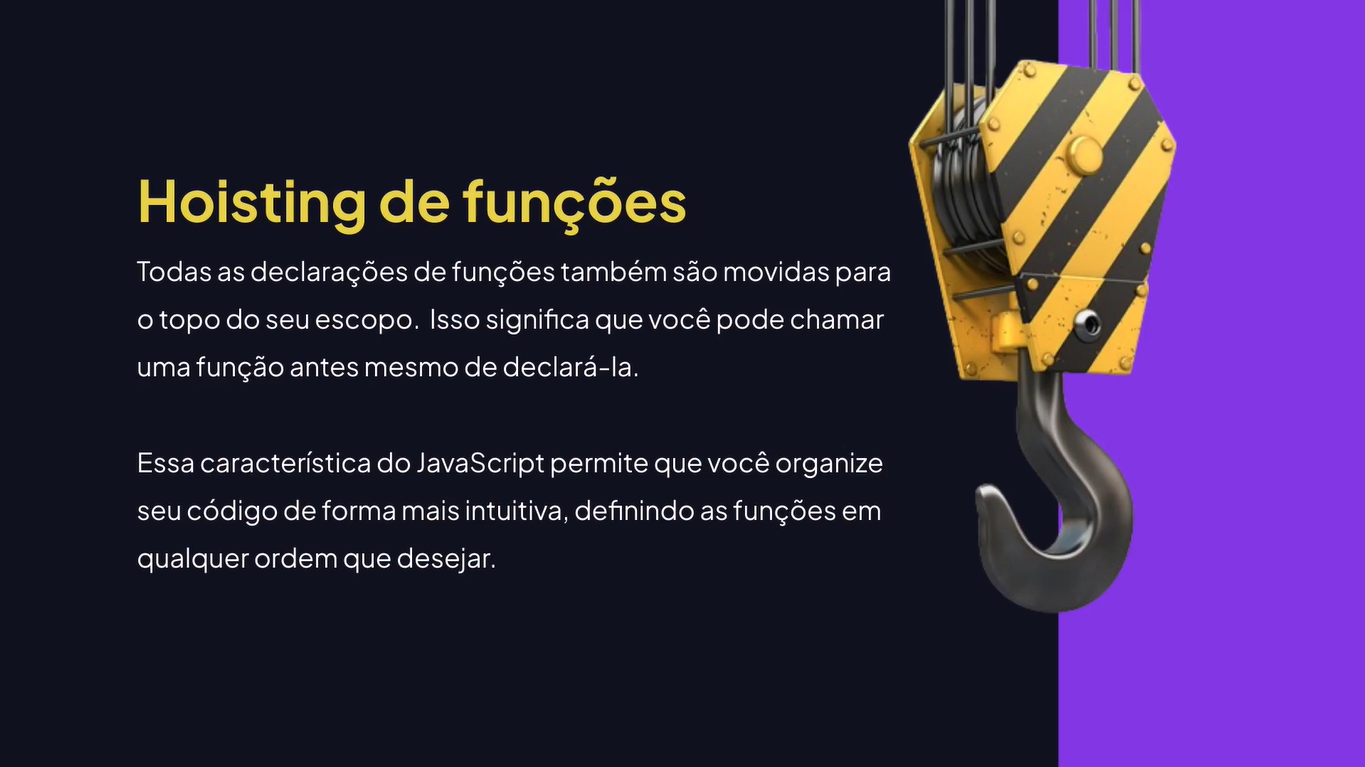 Hoisting de funções
Todas as declarações de funções também são movidas para
o topo do seu escopo.  Isso significa que você pode chamar
uma função antes mesmo de declará-la.
Essa característica do JavaScript permite que você organize
seu código de forma mais intuitiva, definindo as funções em
qualquer ordem que desejar.